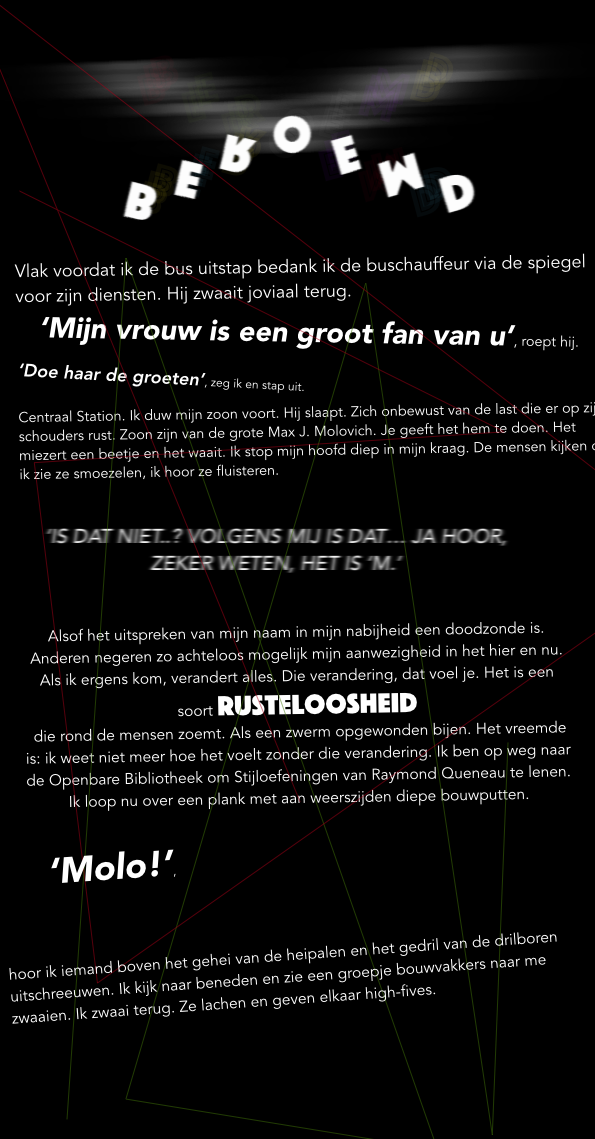 BEROEMD
Vlak voordat ik de bus uitstap bedank ik de buschauffeur via de spiegel
voor zijn diensten. Hij zwaait joviaal terug.
‘Mijn vrouw is een groot fan van u’, roept hij.
‘Doe haar de groeten’, zeg ik en stap uit.
Centraal Station. Ik duw mijn zoon voort. Hij slaapt. Zich onbewust van de last die er op zij
schouders rust. Zoon zijn van de grote Max J. Molovich. Je geeft het hem te doen. Het
miezert een beetje en het waait. Ik stop mijn hoofd diep in mijn kraag. De mensen kijken
ik zie ze smoezelen, ik hoor ze fluisteren.
‘IS DAT NIET..? VOLGENS MIJ IS DAT... JA HOOR,
ZEKER WETEN, HET IS ‘M.’
Alsof het uitspreken van mijn naam in mijn nabijheid een doodzonde is.
Anderen negeren zo achteloos mogelijk mijn aanwezigheid in het hier en nu.
Als ik ergens kom, verandert alles. Die verandering, dat voel je. Het is een
soort RUSTELOOSHEID
die rond de mensen zoemt. Als een zwerm opgewonden bijen. Het vreemde
is: ik weet niet meer hoe het voelt zonder die verandering. Ik ben op weg naar
de Openbare Bibliotheek om Stijloefeningen van Raymond Queneau te lenen.
Ik loop nu over een plank met aan weerszijden diepe bouwputten.
‘Molo!’,
hoor ik iemand boven het gehei van de heipalen en het gedril van de drilboren
uitschreeuwen. Ik kijk naar beneden en zie een groepje bouwvakkers naar me
zwaaien. Ik zwaai terug. Ze lachen en geven elkaar high-fives.